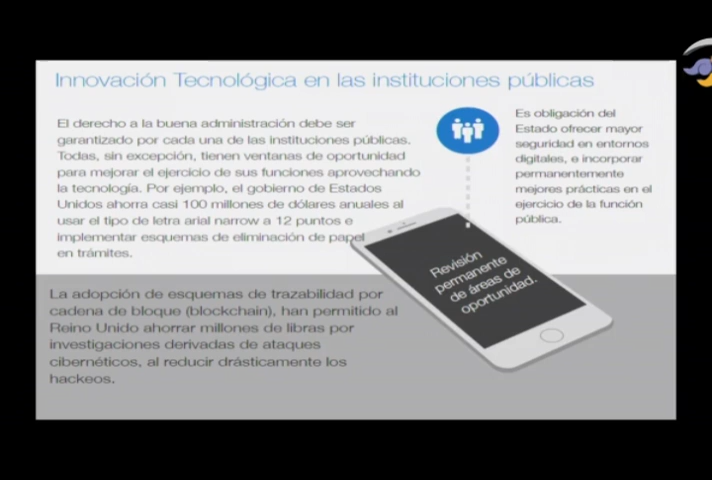 Innovación Tecnológica en las instituciones públicas
El derecho a la buena administración debe ser
garantizado por cada una de las instituciones públicas.
Todas, sin excepción, tienen ventanas de oportunidad
para mejorar el ejercicio de sus funciones aprovechando
la tecnología. Por ejemplo, el gobierno de Estados
Unidos ahorra casi 100 millones de dólares anuales al
usar el tipo de letra arial narrow a 12 puntos e
implementar esquemas de eliminación de papel
en trámites.
Es obligación del
Estado ofrecer mayor
seguridad en entornos
digitales, e incorporar
permanentemente
mejores prácticas en el
ejercicio de la función
pública.
Revisión
permanente
de áreas de
oportunidad.
La adopción de esquemas de trazabilidad por
cadena de bloque (blockchain), han permitido al
Reino Unido ahorrar millones de libras por
investigaciones derivadas de ataques
cibernéticos, al reducir drásticamente los
hackeos.